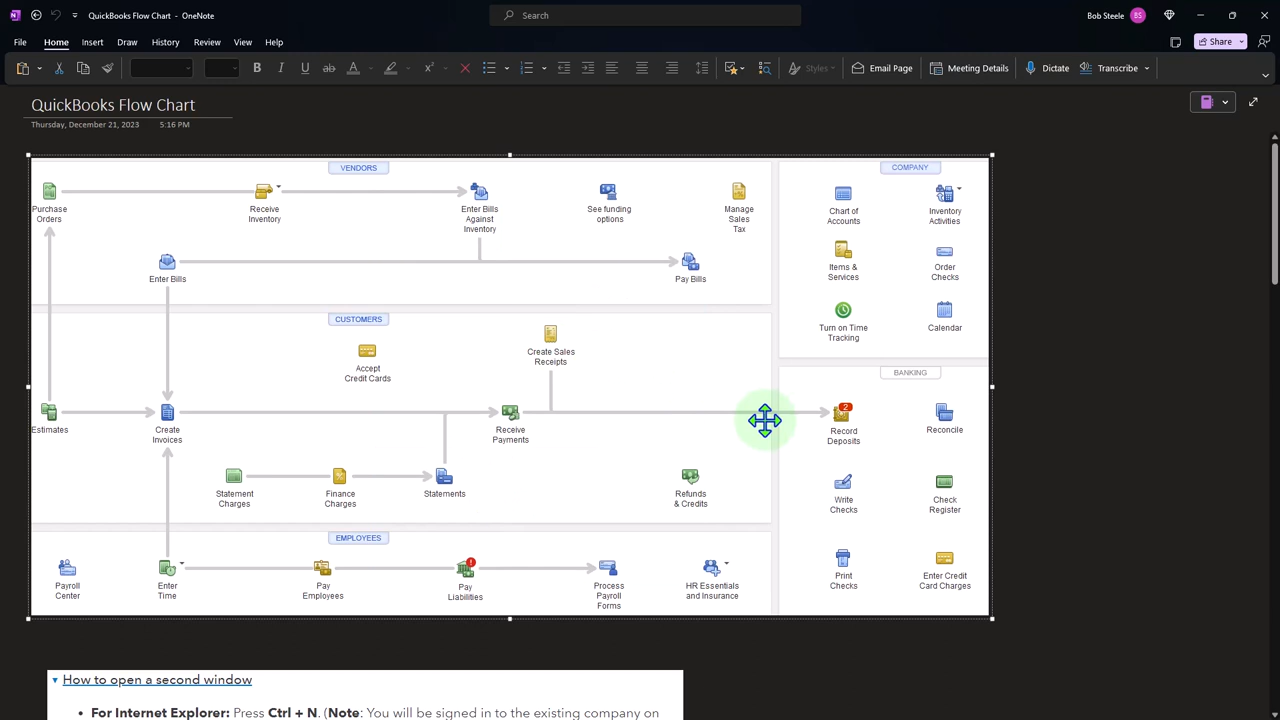 QuickBooks Flow Chart - OneNote
Search
Bob Steele
BS
File
Home
Insert
Draw
History
Review
View
Help
Share
Styles
Email Page
Meeting Details
Dictate
Transcribe
QuickBooks Flow Chart
Thursday, December 21, 2023
5:16 PM
VENDORS
Purchase
Orders
Receive
Inventory
Enter Bills
Against
Inventory
See funding
options
Manage
Sales
Tax
Enter Bills
Pay Bills
CUSTOMERS
Accept
Credit Cards
Create Sales
Receipts
Estimates
Create
Invoices
Receive
Payments
Statement
Charges
Finance
Charges
Statements
Refunds
& Credits
EMPLOYEES
Payroll
Center
Enter
Time
Pay
Employees
Pay
Liabilities
Process
Payroll
Forms
HR Essentials
and Insurance
COMPANY
Chart of
Accounts
Inventory
Activities
Items &
Services
Order
Checks
Turn on Time
Tracking
Calendar
BANKING
2
Record
Deposits
Reconcile
Write
Checks
Check
Register
Print
Checks
Enter Credit
Card Charges
How to open a second window
• For Internet Explorer: Press Ctrl + N. (Note: You will be signed in to the existing company on